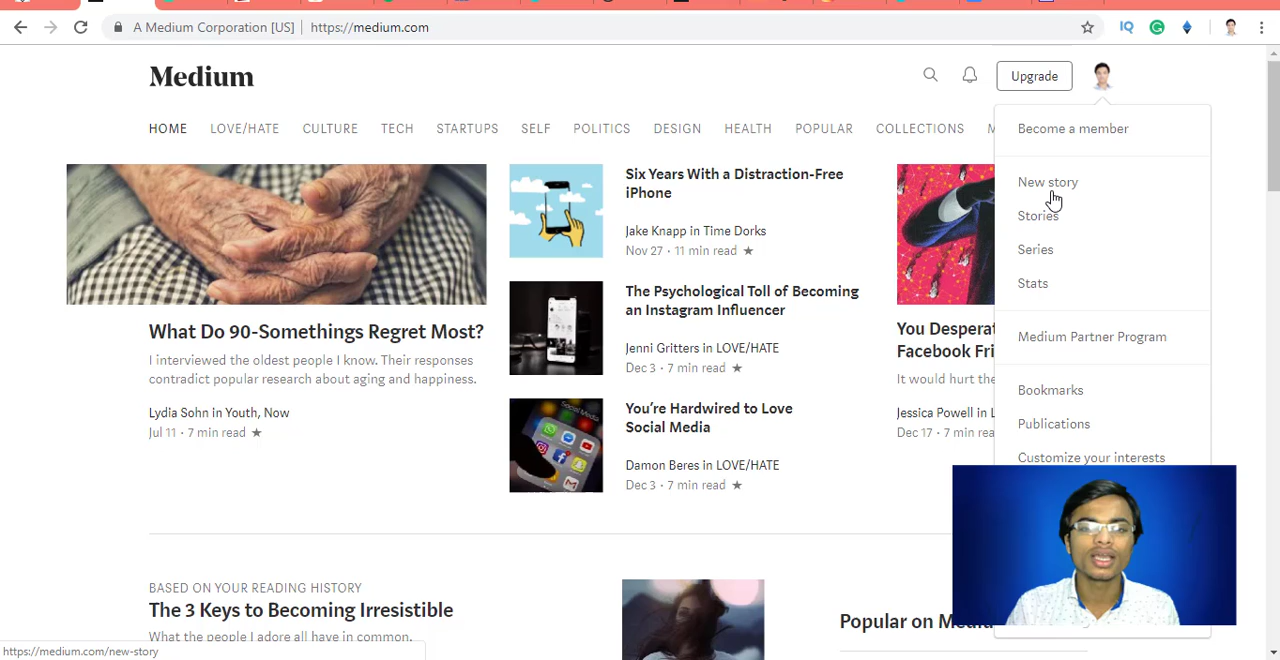 A Medium Corporation [US] | https://medium.com
IQ
Medium
Upgrade
HOME LOVE/HATE CULTURE TECH STARTUPS SELF POLITICS DESIGN HEALTH POPULAR COLLECTIONS M
Become a member
New story
Stories
Series
Stats
Medium Partner Program
Bookmarks
Publications
Customize your interests
What Do 90-Somethings Regret Most?
I interviewed the oldest people I know. Their responses
contradict popular research about aging and happiness.
Lydia Sohn in Youth, Now
Jul 11 · 7 min read ★
Six Years With a Distraction-Free
iPhone
Jake Knapp in Time Dorks
Nov 27 · 11 min read ★
The Psychological Toll of Becoming
an Instagram Influencer
Jenni Gritters in LOVE/HATE
Dec 3 · 7 min read ★
You're Hardwired to Love
Social Media
Damon Beres in LOVE/HATE
Dec 3 · 7 min read ★
You Desperat
Facebook Fri
It would hurt the
Jessica Powell in L
Dec 17 · 7 min rea
BASED ON YOUR READING HISTORY
The 3 Keys to Becoming Irresistible
What the people I adore all have in common.
Popular on Medi
https://medium.com/new-story